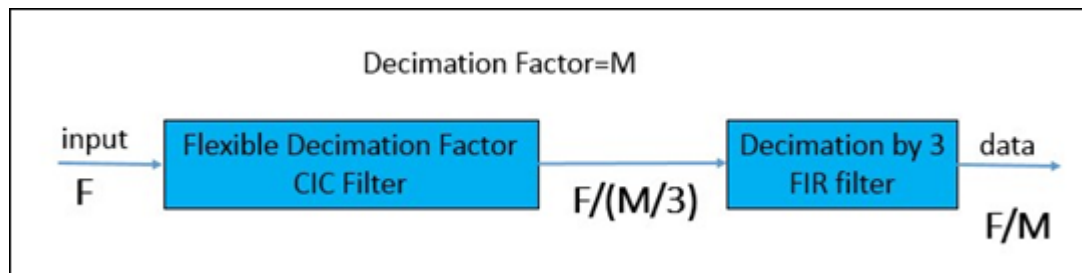 Decimation Factor=M
input
F
Flexible Decimation Factor
CIC Filter
F/(M/3)
Decimation by 3
FIR filter
data
F/M